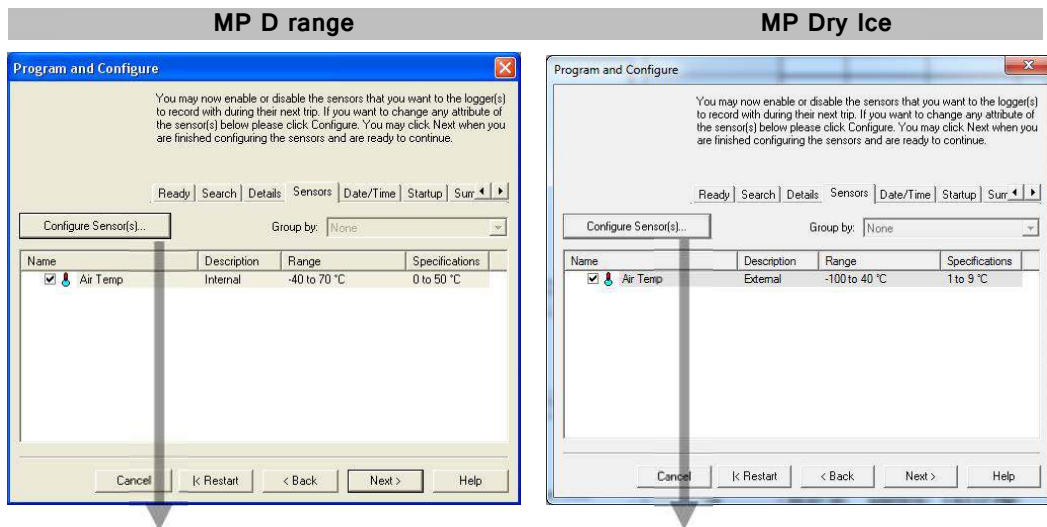 MP D range
MP Dry Ice
Program and Configure
You may now enable or disable the sensors that you want to the logger(s)
to record with during their next trip. If you want to change any attribute of
the sensor(s) below please click Configure. You may click Next when you
are finished configuring the sensors and are ready to continue.
Ready Search Details Sensors Date/Time Startup Sum
Configure Sensor(s)... Group by: None
Name Description Range Specifications
Air Temp Internal -40 to 70 °C 0 to 50 °C
Cancel |< Restart < Back Next > Help
Program and Configure
You may now enable or disable the sensors that you want to the logger(s)
to record with during their next trip. If you want to change any attribute of
the sensor(s) below please click Configure. You may click Next when you
are finished configuring the sensors and are ready to continue.
Ready Search Details Sensors Date/Time Startup Sum
Configure Sensor(s)... Group by: None
Name Description Range Specifications
Air Temp External -100 to 40 °C 1 to 9 °C
Cancel |< Restart < Back Next > Help